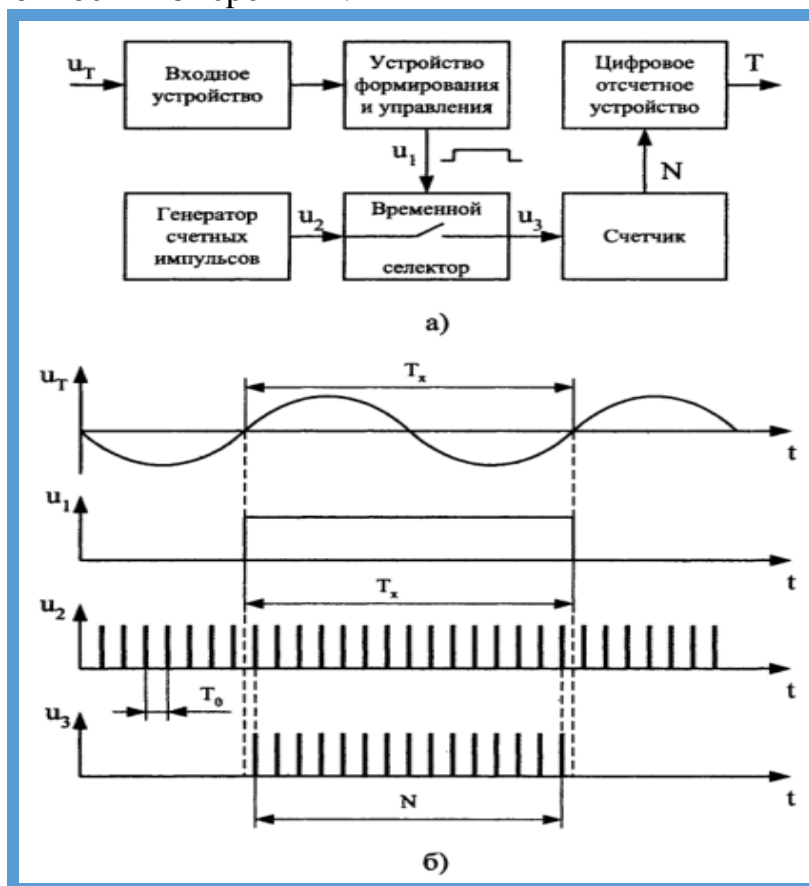 u_T
Входное
устройство
Устройство
формирования
и управления
Цифровое
отсчетное
устройство
T
u_1
N
Генератор
счетных
импульсов
u_2
Временной
селектор
u_3
Счетчик
а)
u_T
T_x
t
u_1
t
T_x
u_2
t
T_0
u_3
t
N
б)